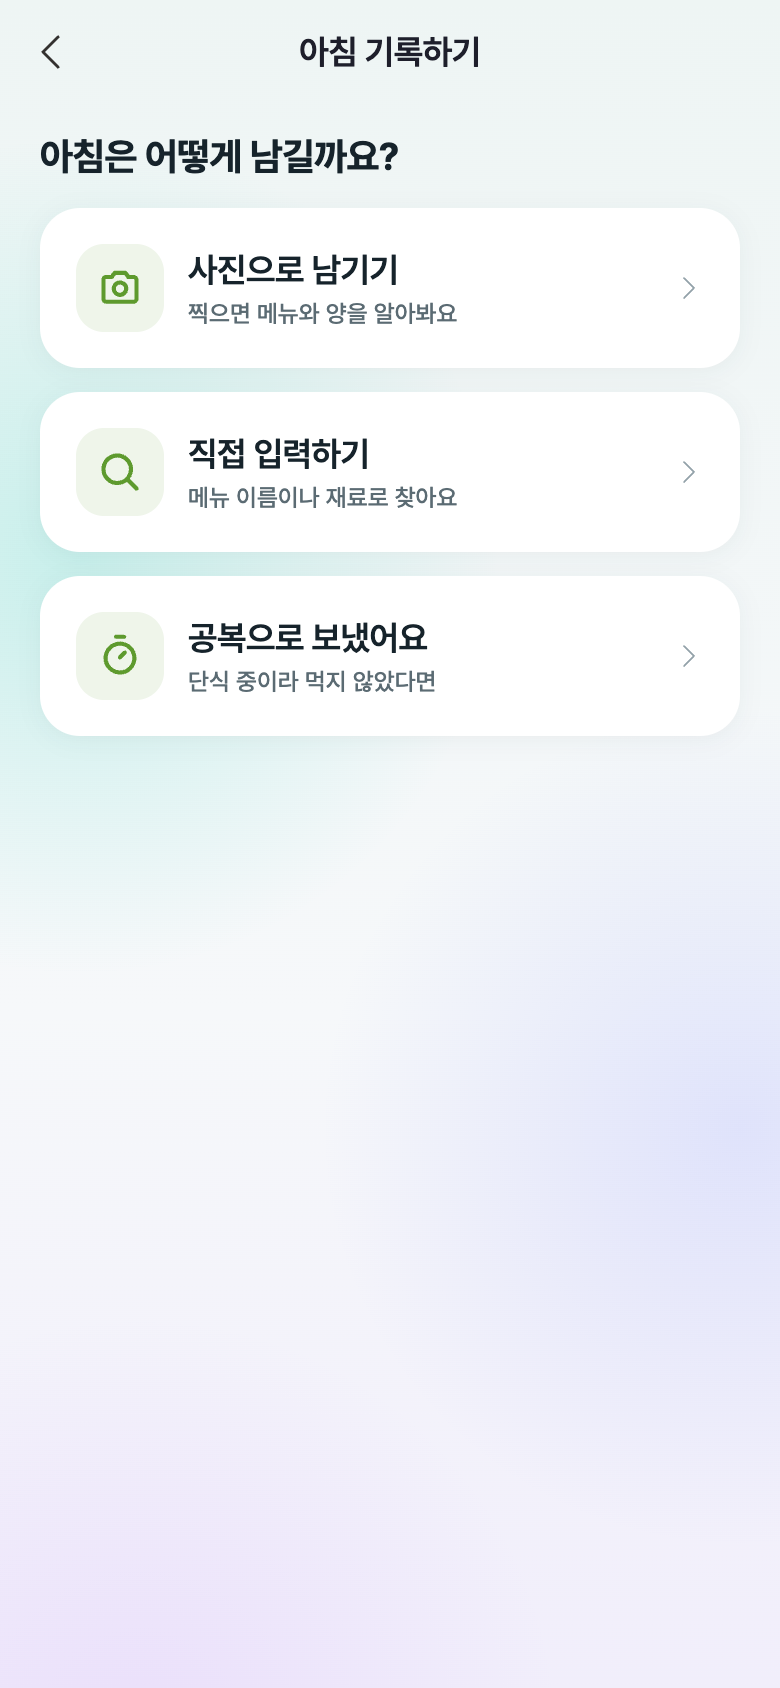 아침 기록하기
아침은 어떻게 남길까요?
사진으로 남기기
찍으면 메뉴와 양을 알아봐요
직접 입력하기
메뉴 이름이나 재료로 찾아요
공복으로 보냈어요
단식 중이라 먹지 않았다면